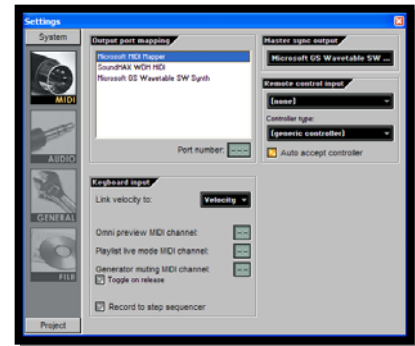 Settings
System
MIDI
AUDIO
GENERAL
FILE
Project
Output port mapping
Microsoft MIDI Mapper
SoundMAX WDM MIDI
Microsoft GS Wavetable SW Synth
Port number:
Master sync output
Microsoft GS Wavetable SW ...
Remote control input
(none)
Controller type:
(generic controller)
Auto accept controller
Keyboard input
Link velocity to:
Velocity
Omni preview MIDI channel:
Playlist live mode MIDI channel:
Generator muting MIDI channel:
Toggle on release
Record to step sequencer